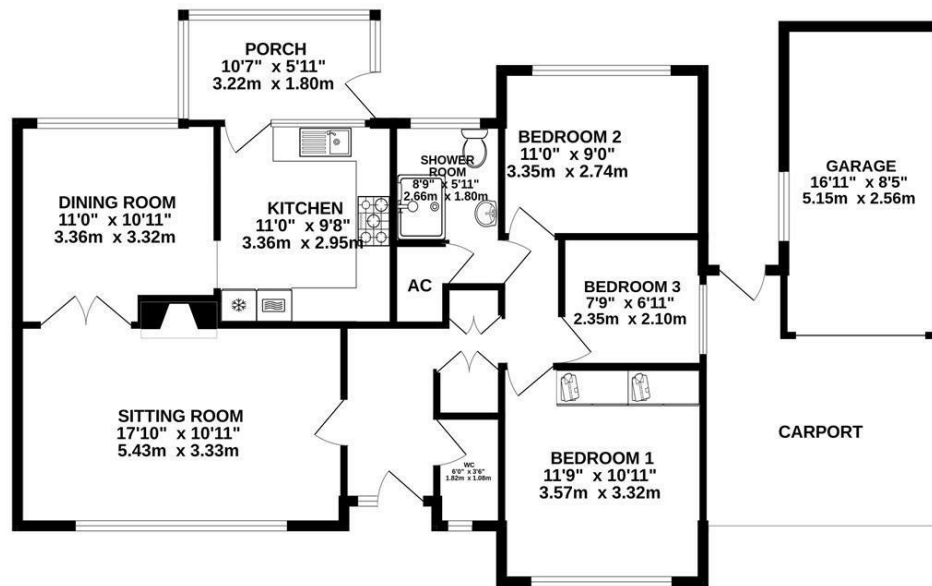 PORCH
10'7" x 5'11"
3.22m x 1.80m
BEDROOM 2
11'0" x 9'0"
3.35m x 2.74m
SHOWER
ROOM
8'9" x 5'11"
2.66m x 1.80m
GARAGE
16'11" x 8'5"
5.15m x 2.56m
DINING ROOM
11'0" x 10'11"
3.36m x 3.32m
KITCHEN
11'0" x 9'8"
3.36m x 2.95m
AC
BEDROOM 3
7'9" x 6'11"
2.35m x 2.10m
SITTING ROOM
17'10" x 10'11"
5.43m x 3.33m
CARPORT
BEDROOM 1
11'9" x 10'11"
3.57m x 3.32m
WC
6'0" x 3'6"
1.82m x 1.08m